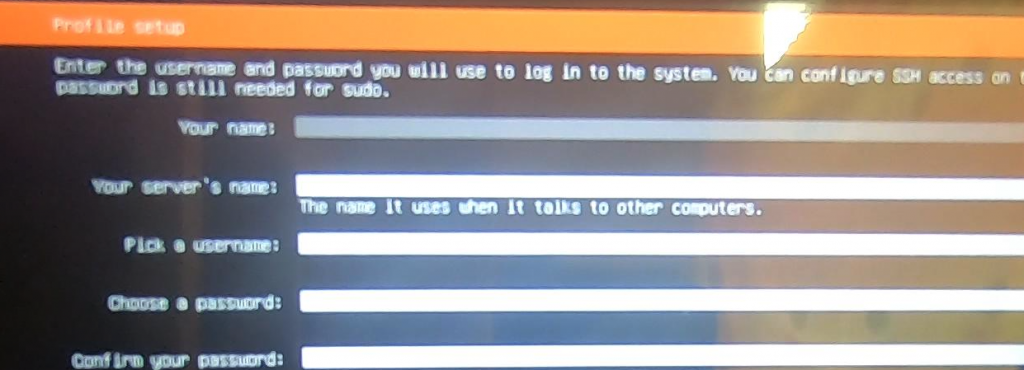 Profile setup
Enter the username and password you will use to log in to the system. You can configure SSH access on
password is still needed for sudo.
Your name:
Your server's name:
The name it uses when it talks to other computers.
Pick a username:
Choose a password:
Confirm your password: